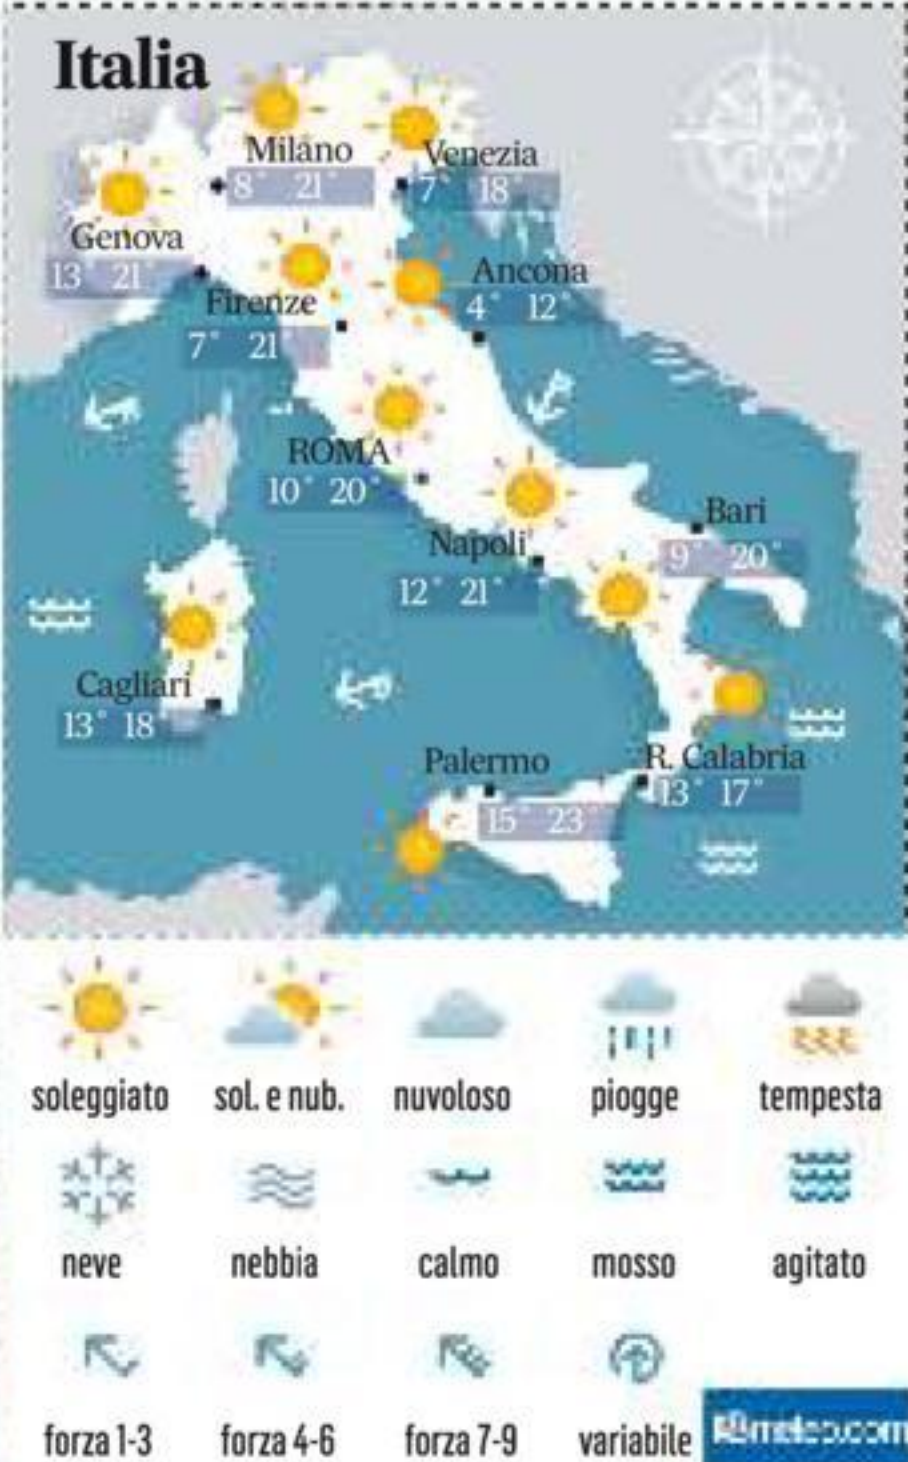 Italia
Milano
8° 21°
Venezia
7° 18°
Genova
13° 21°
Firenze
7° 21
Ancona
4° 12°
ROMA
10° 20°
Napoli
12° 21°
Bari
9° 20°
Cagliari
13° 18
Palermo
15° 23°
R. Calabria
13° 17°
soleggiato sol. e nub. nuvoloso piogge tempesta
neve nebbia calmo mosso agitato
forza 1-3 forza 4-6 forza 7-9 variabile